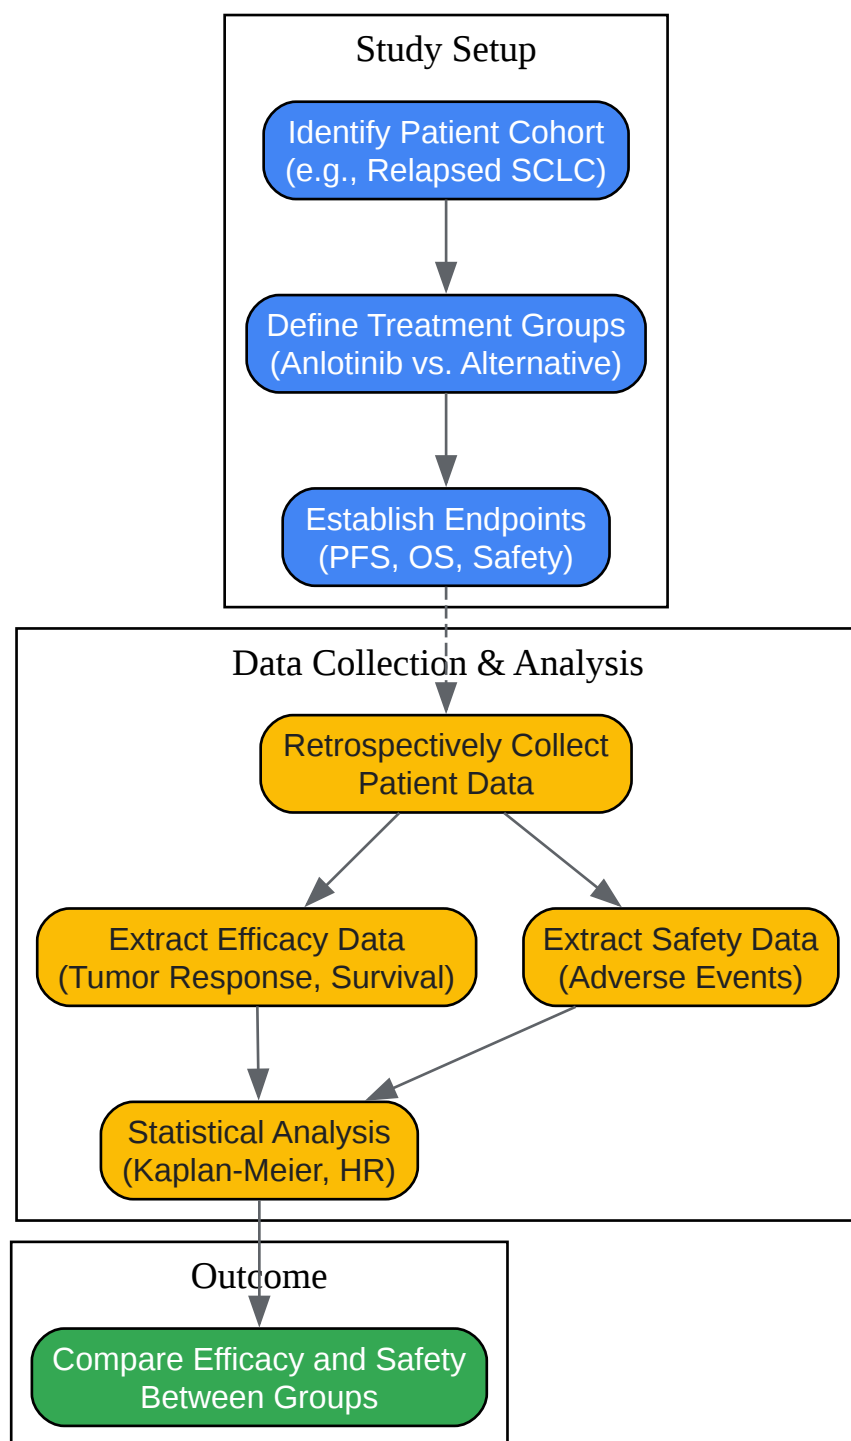 Study Setup
Identify Patient Cohort
(e.g., Relapsed SCLC)
Define Treatment Groups
(Anlotinib vs. Alternative)
Establish Endpoints
(PFS, OS, Safety)
Data Collection & Analysis
Retrospectively Collect
Patient Data
Extract Efficacy Data
(Tumor Response, Survival)
Extract Safety Data
(Adverse Events)
Statistical Analysis
(Kaplan-Meier, HR)
Outcome
Compare Efficacy and Safety
Between Groups